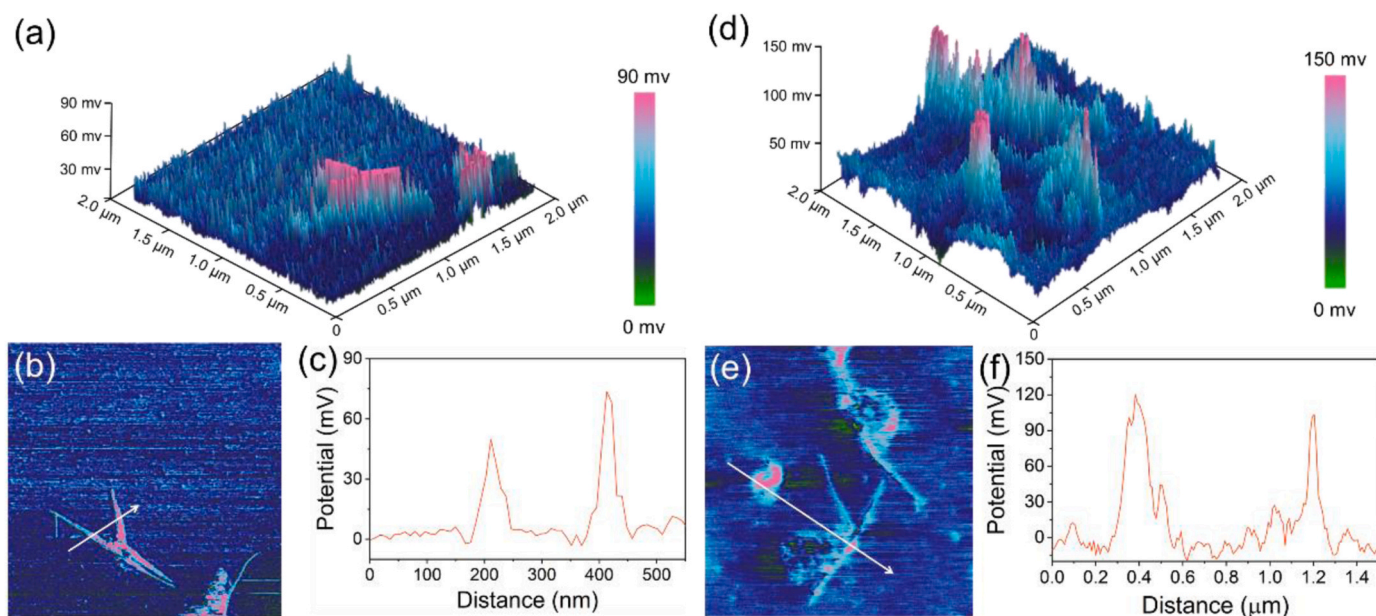 (a)
90 mv
60 mv
30 mv
2.0 μm
1.5 μm
1.0 μm
0.5 μm
0
0.5 μm
1.0 μm
1.5 μm
2.0 μm
90 mv
0 mv
(d)
150 mv
100 mv
50 mv
0
2.0 μm
1.5 μm
1.0 μm
0.5 μm
0
0.5 μm
1.0 μm
1.5 μm
2.0 μm
150 mv
0 mv
(b)
(c)
Potential (mV)
90
60
30
0
0 100 200 300 400 500
Distance (nm)
(e)
(f)
Potential (mV)
150
120
90
60
30
0
0.0 0.2 0.4 0.6 0.8 1.0 1.2 1.4
Distance (μm)